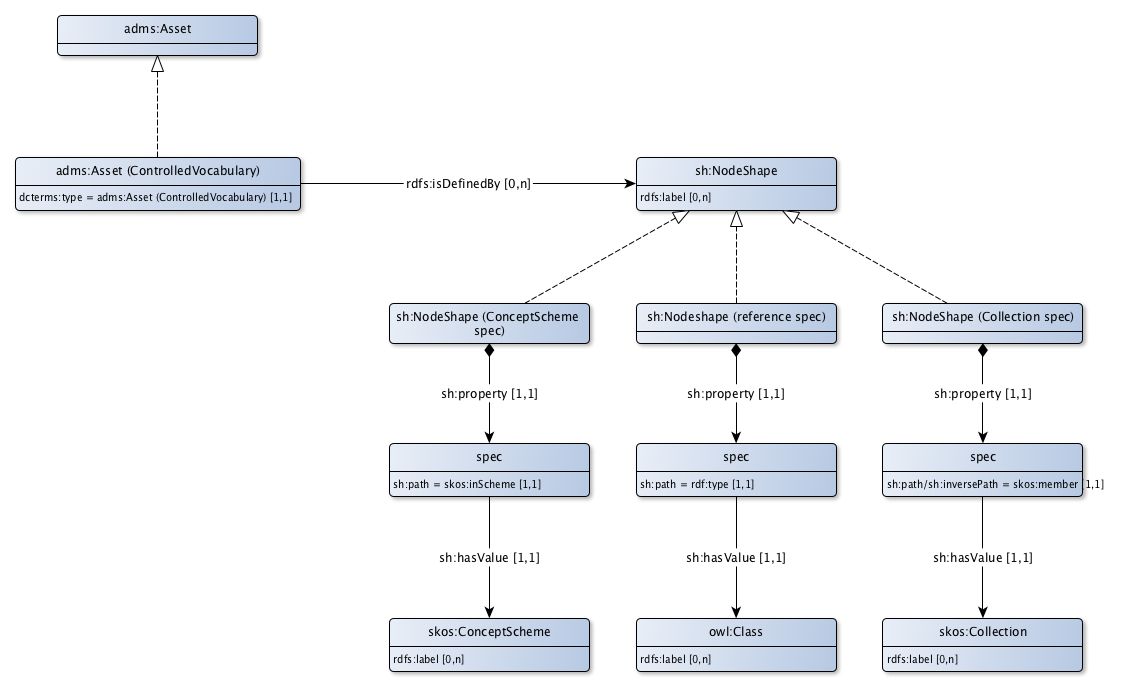 adms:Asset
adms:Asset (ControlledVocabulary)
dcterms:type = adms:Asset (ControlledVocabulary) [1,1]
rdfs:isDefinedBy [0,n]
sh:NodeShape
rdfs:label [0,n]
sh:NodeShape (ConceptScheme
spec)
sh:Nodeshape (reference spec)
sh:NodeShape (Collection spec)
sh:property [1,1]
sh:property [1,1]
sh:property [1,1]
spec
sh:path = skos:inScheme [1,1]
spec
sh:path = rdf:type [1,1]
spec
sh:path/sh:inversePath = skos:member [1,1]
sh:hasValue [1,1]
sh:hasValue [1,1]
sh:hasValue [1,1]
skos:ConceptScheme
rdfs:label [0,n]
owl:Class
rdfs:label [0,n]
skos:Collection
rdfs:label [0,n]